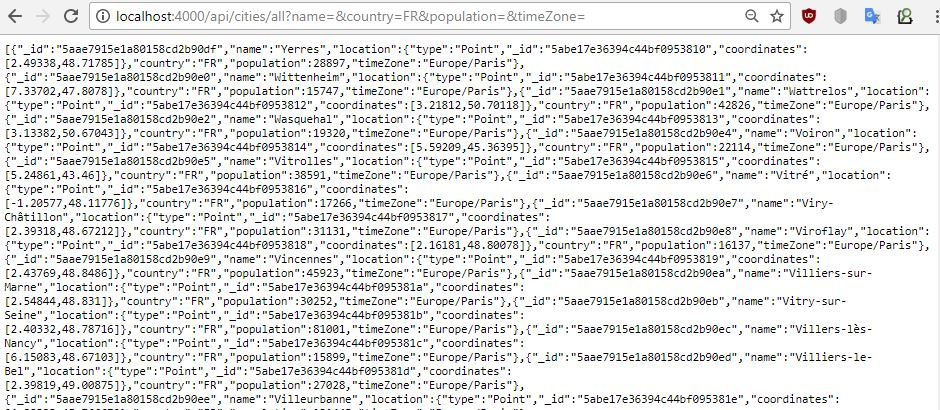 localhost:4000/api/cities/all?name=&country=FR&population=&timeZone=
[{"_id":"5aae7915e1a80158cd2b90df","name":"Yerres","location":{"type":"Point","_id":"5abe17e36394c44bf0953810","coordinates":
[2.49338,48.71785]},"country":"FR","population":28897,"timeZone":"Europe/Paris"},
{"_id":"5aae7915e1a80158cd2b90e0","name":"Wittenheim","location":{"type":"Point","_id":"5abe17e36394c44bf0953811","coordinates":
[7.33702,47.8078]},"country":"FR","population":15747,"timeZone":"Europe/Paris"},{"_id":"5aae7915e1a80158cd2b90e1","name":"Wattrelos","location":
{"type":"Point","_id":"5abe17e36394c44bf0953812","coordinates":[3.21812,50.70118]},"country":"FR","population":42826,"timeZone":"Europe/Paris"},
{"_id":"5aae7915e1a80158cd2b90e2","name":"Wasquehal","location":{"type":"Point","_id":"5abe17e36394c44bf0953813","coordinates":
[3.13382,50.67043]},"country":"FR","population":19320,"timeZone":"Europe/Paris"},{"_id":"5aae7915e1a80158cd2b90e4","name":"Voiron","location":
{"type":"Point","_id":"5abe17e36394c44bf0953814","coordinates":[5.59209,45.36395]},"country":"FR","population":22114,"timeZone":"Europe/Paris"},
{"_id":"5aae7915e1a80158cd2b90e5","name":"Vitrolles","location":{"type":"Point","_id":"5abe17e36394c44bf0953815","coordinates":
[5.24861,43.46]},"country":"FR","population":38591,"timeZone":"Europe/Paris"},{"_id":"5aae7915e1a80158cd2b90e6","name":"Vitré","location":
{"type":"Point","_id":"5abe17e36394c44bf0953816","coordinates":
[-1.20577,48.11776]},"country":"FR","population":17266,"timeZone":"Europe/Paris"},{"_id":"5aae7915e1a80158cd2b90e7","name":"Viry-
Châtillon","location":{"type":"Point","_id":"5abe17e36394c44bf0953817","coordinates":
[2.39318,48.67212]},"country":"FR","population":31131,"timeZone":"Europe/Paris"},{"_id":"5aae7915e1a80158cd2b90e8","name":"Viroflay","location":
{"type":"Point","_id":"5abe17e36394c44bf0953818","coordinates":[2.16181,48.80078]},"country":"FR","population":16137,"timeZone":"Europe/Paris"},
{"_id":"5aae7915e1a80158cd2b90e9","name":"Vincennes","location":{"type":"Point","_id":"5abe17e36394c44bf0953819","coordinates":
[2.43769,48.8486]},"country":"FR","population":45923,"timeZone":"Europe/Paris"},{"_id":"5aae7915e1a80158cd2b90ea","name":"Villiers-sur-
Marne","location":{"type":"Point","_id":"5abe17e36394c44bf095381a","coordinates":
[2.54844,48.831]},"country":"FR","population":30252,"timeZone":"Europe/Paris"},{"_id":"5aae7915e1a80158cd2b90eb","name":"Vitry-sur-
Seine","location":{"type":"Point","_id":"5abe17e36394c44bf095381b","coordinates":
[2.40332,48.78716]},"country":"FR","population":81001,"timeZone":"Europe/Paris"},{"_id":"5aae7915e1a80158cd2b90ec","name":"Villers-lès-
Nancy","location":{"type":"Point","_id":"5abe17e36394c44bf095381c","coordinates":
[6.15083,48.67103]},"country":"FR","population":15899,"timeZone":"Europe/Paris"},{"_id":"5aae7915e1a80158cd2b90ed","name":"Villiers-le-
Bel","location":{"type":"Point","_id":"5abe17e36394c44bf095381d","coordinates":
[2.39819,49.00875]},"country":"FR","population":27028,"timeZone":"Europe/Paris"},
{"_id":"5aae7915e1a80158cd2b90ee","name":"Villeurbanne","location":{"type":"Point","_id":"5abe17e36394c44bf095381e","coordinates":